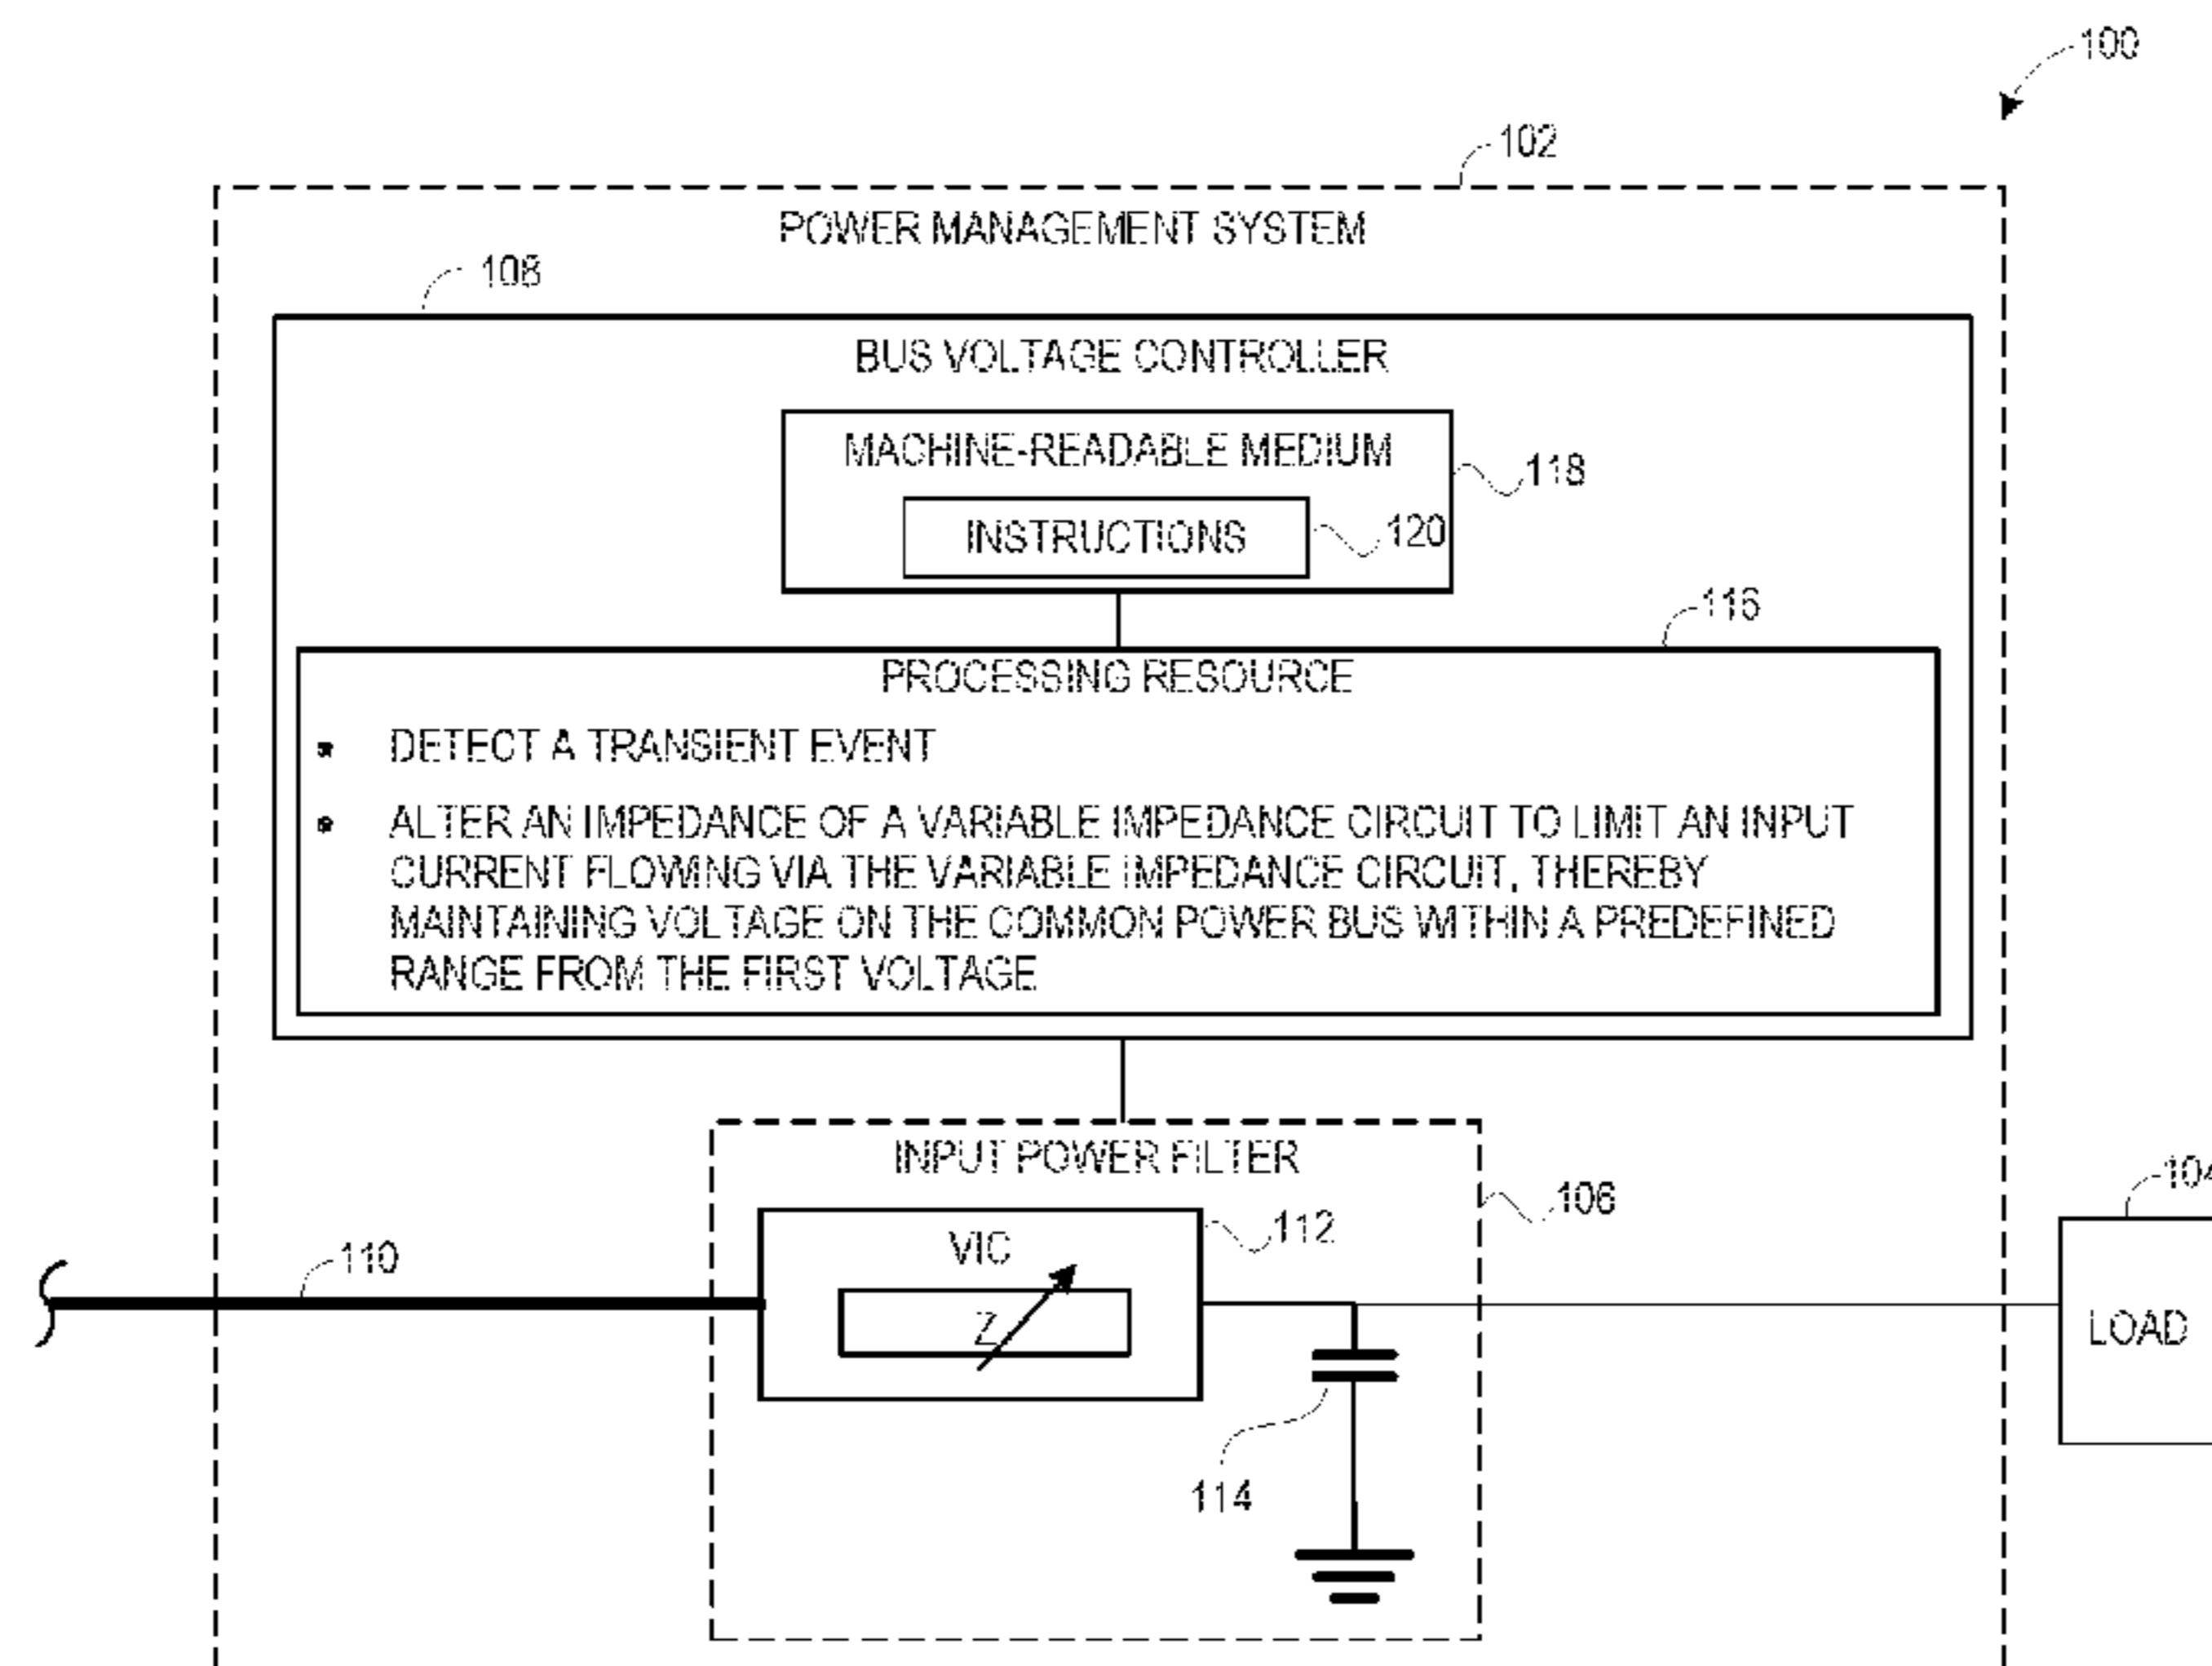 100
102
POWER MANAGEMENT SYSTEM
108
BUS VOLTAGE CONTROLLER
MACHINE-READABLE MEDIUM
118
INSTRUCTIONS
120
116
PROCESSING RESOURCE
• DETECT A TRANSIENT EVENT
• ALTER AN IMPEDANCE OF A VARIABLE IMPEDANCE CIRCUIT TO LIMIT AN INPUT
CURRENT FLOWING VIA THE VARIABLE IMPEDANCE CIRCUIT, THEREBY
MAINTAINING VOLTAGE ON THE COMMON POWER BUS WITHIN A PREDEFINED
RANGE FROM THE FIRST VOLTAGE
INPUT POWER FILTER
106
104
VIC
112
110
Z
LOAD
114